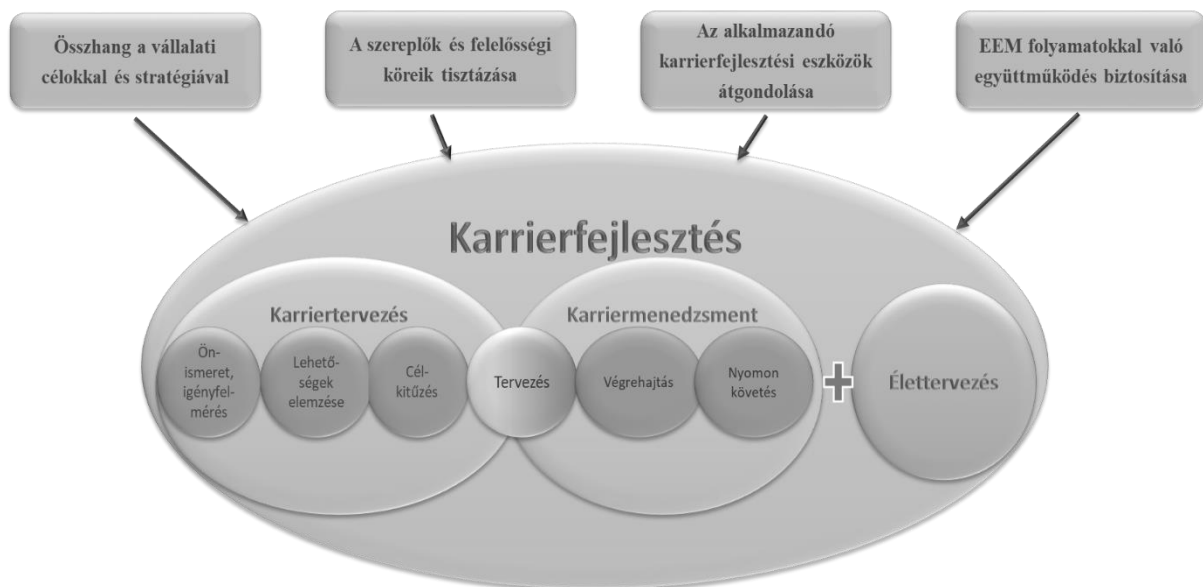 Összhang a vállalati
célokkal és stratégiával
A szereplők és felelősségi
köreik tisztázása
Az alkalmazandó
karrierfejlesztési eszközök
átgondolása
EEM folyamatokkal való
együttműködés biztosítása
Karrierfejlesztés
Karriertervezés
Karriermenedzsment
Ön-
ismeret,
igényfel-
mérés
Lehető-
ségek
elemzése
Cél-
kitűzés
Tervezés
Végrehajtás
Nyomon
követés
+
Élettervezés